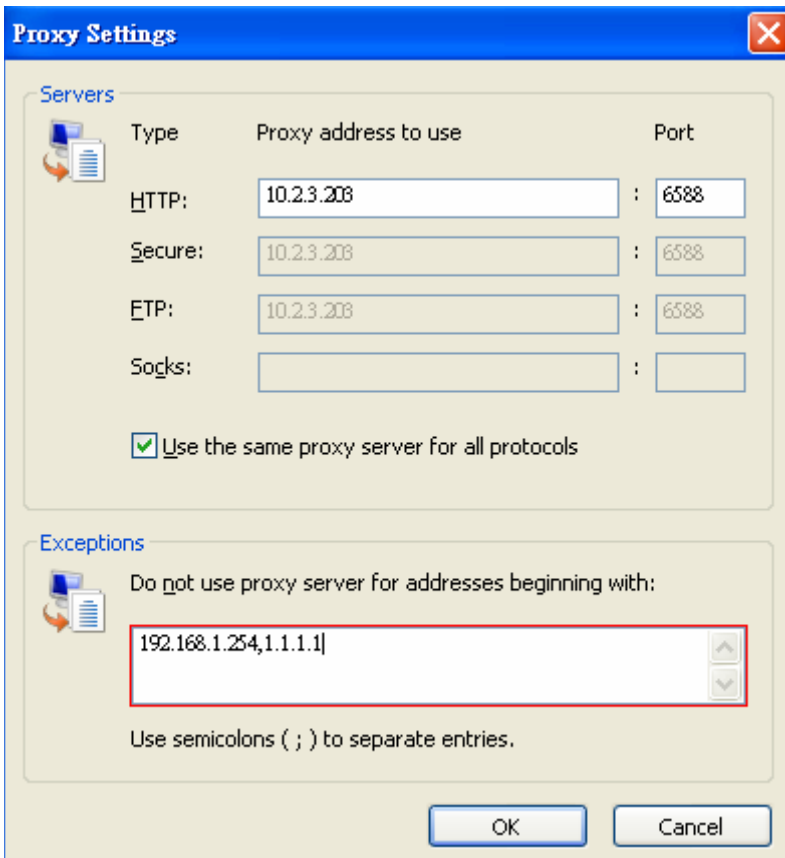 Proxy Settings
Servers
Type Proxy address to use Port
HTTP: 10.2.3.203 : 6588
Secure: 10.2.3.203 : 6588
FTP: 10.2.3.203 : 6588
Socks: :
Use the same proxy server for all protocols
Exceptions
Do not use proxy server for addresses beginning with:
192.168.1.254,1.1.1.1
Use semicolons ( ; ) to separate entries.
OK Cancel